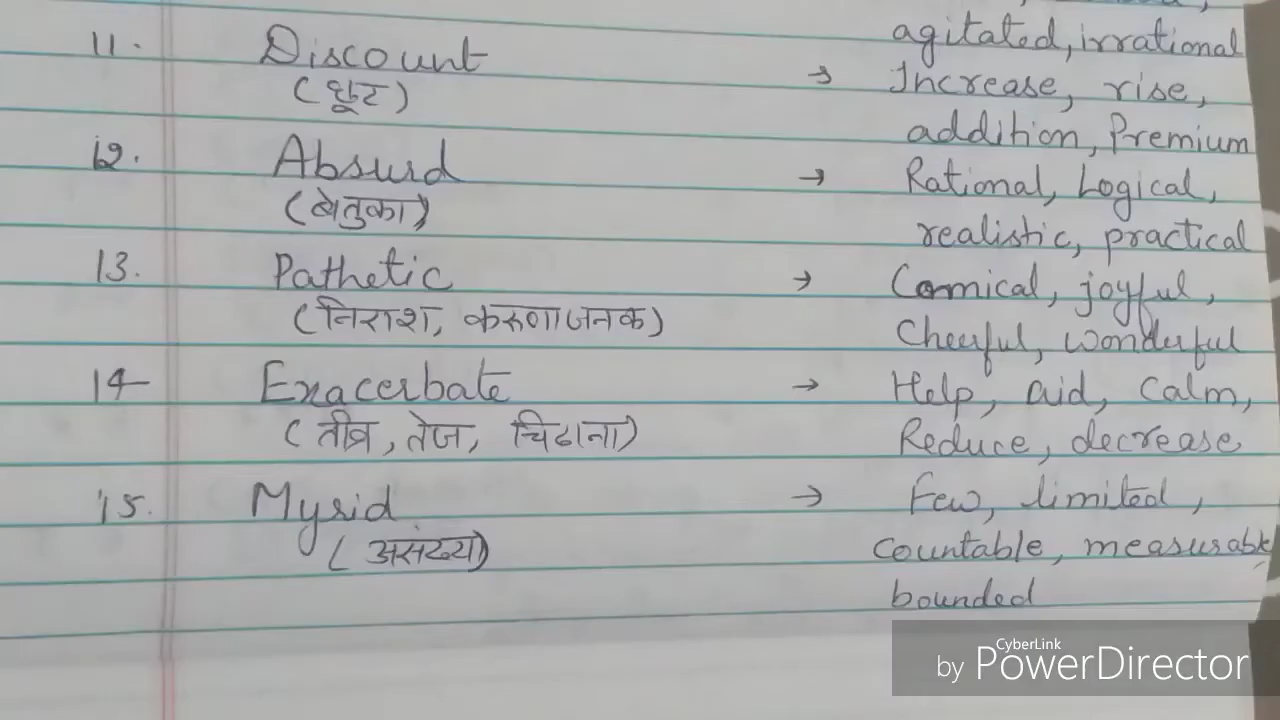 agitated, irrational
11. Discount → Increase, rise,
(छूट) addition, Premium
12. Absurd → Rational, Logical,
(बेतुका) realistic, practical
13. Pathetic → Comical, joyful,
(निराश, करुणाजनक) Cheerful, wonderful
14 Exacerbate → Help, aid, Calm,
(तीव्र, तेज, चिढाना) Reduce, decrease,
15. Mysid → Few, limited,
(असंख्या) Countable, measurable
bounded
CyberLink
by PowerDirector